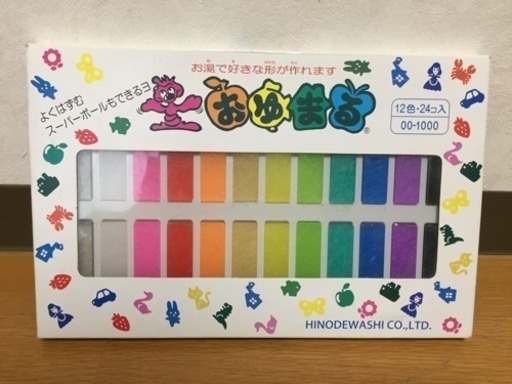 お湯で好きな形が作れます
よくはずむ
スーパーボールもできるヨ
おゆまる®
12色・24コ入
00-1000
HINODEWASHI CO.,LTD.